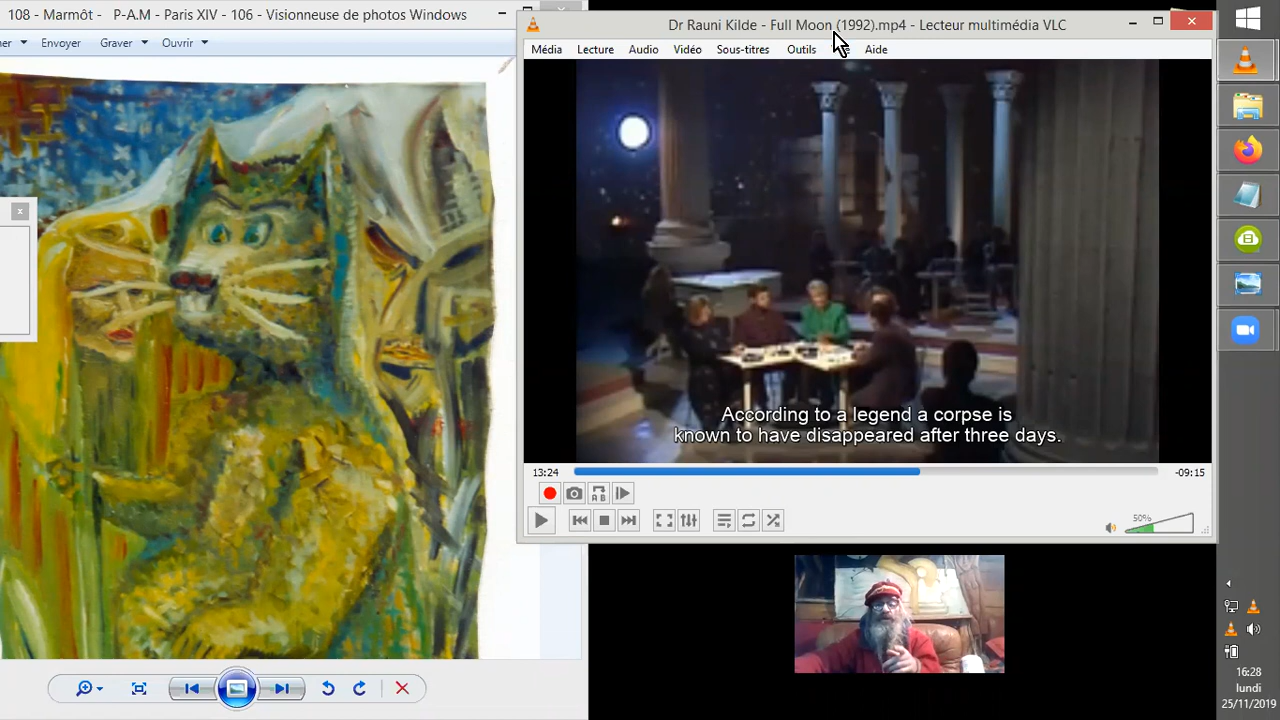 108 - Marmôt -   P-A.M - Paris XIV - 106 - Visionneuse de photos Windows
Envoyer Graver Ouvrir
Dr Rauni Kilde - Full Moon (1992).mp4 - Lecteur multimédia VLC
Média Lecture Audio Vidéo Sous-titres Outils Aide
According to a legend a corpse is
known to have disappeared after three days.
13:24 -09:15
50%
16:28
lundi
25/11/2019